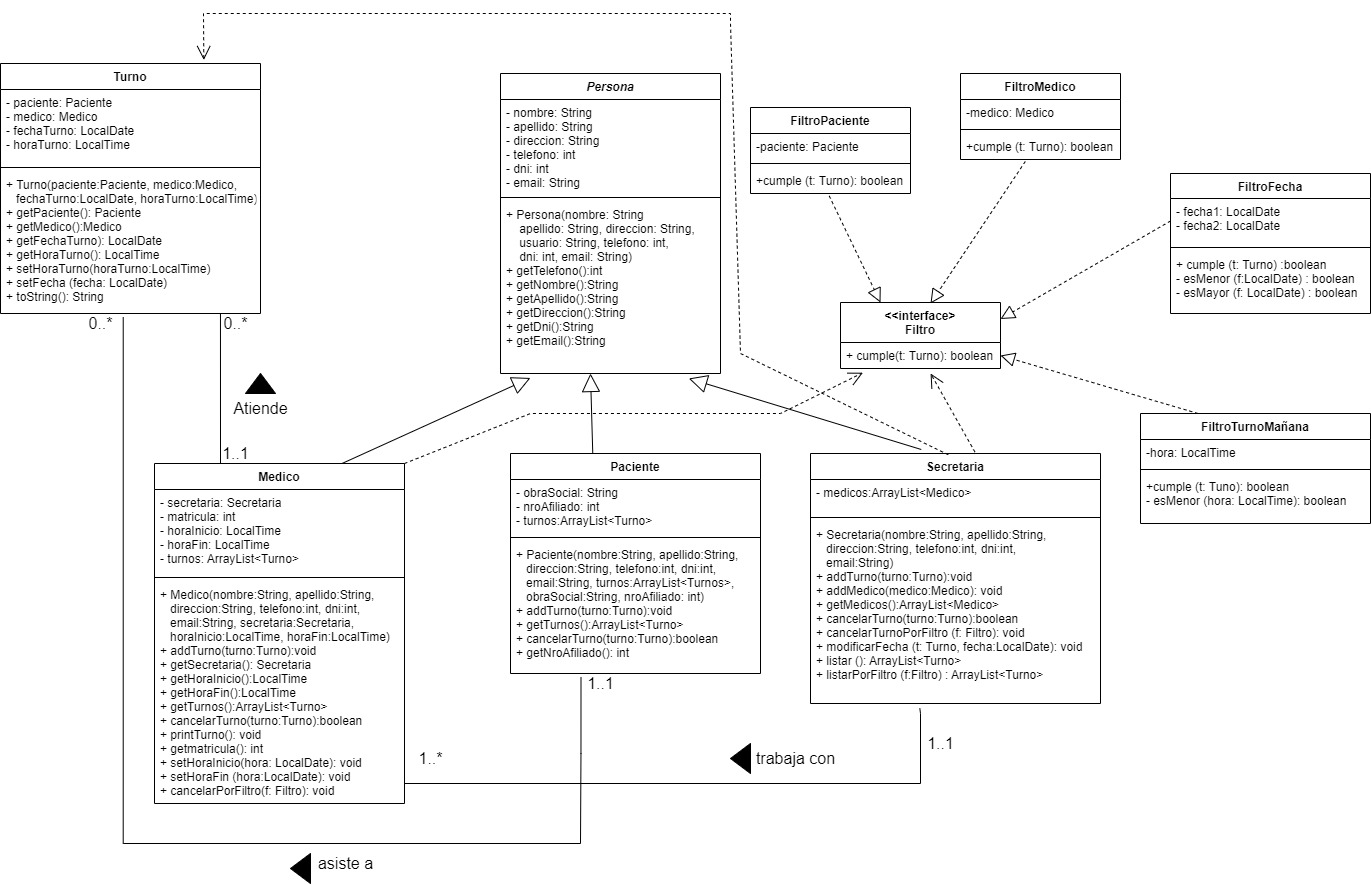 Turno
- paciente: Paciente
- medico: Medico
- fechaTurno: LocalDate
- horaTurno: LocalTime
+ Turno(paciente:Paciente, medico:Medico,
fechaTurno:LocalDate, horaTurno:LocalTime)
+ getPaciente(): Paciente
+ getMedico():Medico
+ getFechaTurno): LocalDate
+ getHoraTurno(): LocalTime
+ setHoraTurno(horaTurno:LocalTime)
+ setFecha (fecha: LocalDate)
+ toString(): String
0..*
0..*
Atiende
1..1
Persona
- nombre: String
- apellido: String
- direccion: String
- telefono: int
- dni: int
- email: String
+ Persona(nombre: String
apellido: String, direccion: String,
usuario: String, telefono: int,
dni: int, email: String)
+ getTelefono():int
+ getNombre():String
+ getApellido():String
+ getDireccion():String
+ getDni():String
+ getEmail():String
FiltroPaciente
-paciente: Paciente
+cumple (t: Turno): boolean
FiltroMedico
-medico: Medico
+cumple (t: Turno): boolean
FiltroFecha
- fecha1: LocalDate
- fecha2: LocalDate
+ cumple (t: Turno) :boolean
- esMenor (f:LocalDate) : boolean
- esMayor (f: LocalDate) : boolean
<<interface>>
Filtro
+ cumple(t: Turno): boolean
FiltroTurnoMañana
-hora: LocalTime
+cumple (t: Tuno): boolean
- esMenor (hora: LocalTime): boolean
Medico
- secretaria: Secretaria
- matricula: int
- horaInicio: LocalTime
- horaFin: LocalTime
- turnos: ArrayList<Turno>
+ Medico(nombre:String, apellido:String,
direccion:String, telefono:int, dni:int,
email:String, secretaria:Secretaria,
horaInicio:LocalTime, horaFin:LocalTime)
+ addTurno(turno:Turno):void
+ getSecretaria(): Secretaria
+ getHoraInicio():LocalTime
+ getHoraFin():LocalTime
+ getTurnos():ArrayList<Turno>
+ cancelarTurno(turno:Turno):boolean
+ printTurno(): void
+ getmatricula(): int
+ setHoraInicio(hora: LocalDate): void
+ setHoraFin (hora:LocalDate): void
+ cancelarPorFiltro(f: Filtro): void
Paciente
- obraSocial: String
- nroAfiliado: int
- turnos:ArrayList<Turno>
+ Paciente(nombre:String, apellido:String,
direccion:String, telefono:int, dni:int,
email:String, turnos:ArrayList<Turnos>,
obraSocial:String, nroAfiliado: int)
+ addTurno(turno:Turno):void
+ getTurnos():ArrayList<Turno>
+ cancelarTurno(turno:Turno):boolean
+ getNroAfiliado(): int
1..1
Secretaria
- medicos:ArrayList<Medico>
+ Secretaria(nombre:String, apellido:String,
direccion:String, telefono:int, dni:int,
email:String)
+ addTurno(turno:Turno):void
+ addMedico(medico:Medico): void
+ getMedicos():ArrayList<Medico>
+ cancelarTurno(turno:Turno):boolean
+ cancelarTurnoPorFiltro (f: Filtro): void
+ modificarFecha (t: Turno, fecha:LocalDate): void
+ listar (): ArrayList<Turno>
+ listarPorFiltro (f:Filtro) : ArrayList<Turno>
1..1
1..*
trabaja con
asiste a